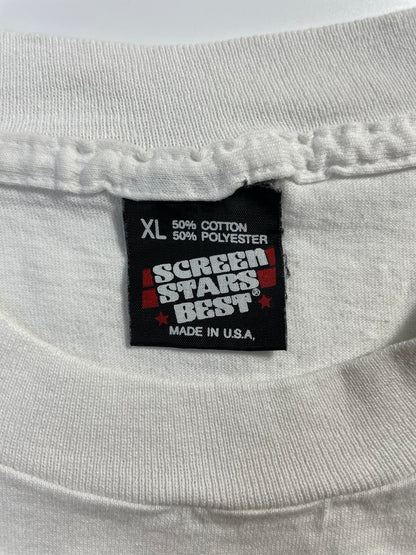 XL 50% COTTON
50% POLYESTER
SCREEN
STARS
BEST®
MADE IN U.S.A,